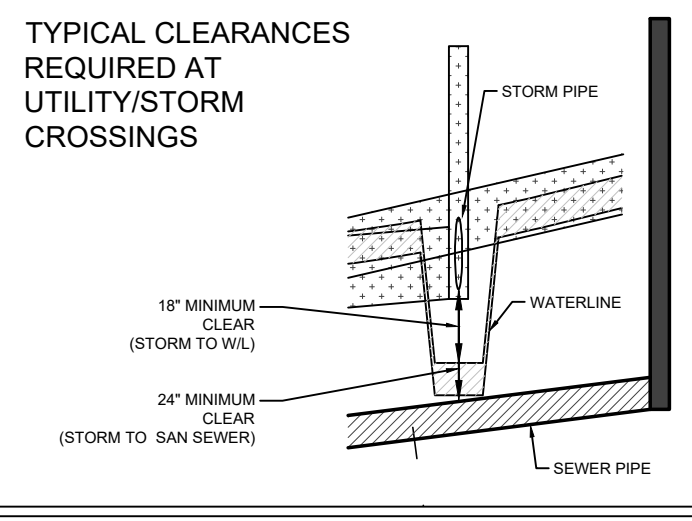 TYPICAL CLEARANCES
REQUIRED AT
UTILITY/STORM
CROSSINGS
STORM PIPE
18" MINIMUM
CLEAR
(STORM TO W/L)
WATERLINE
24" MINIMUM
CLEAR
(STORM TO SAN SEWER)
SEWER PIPE